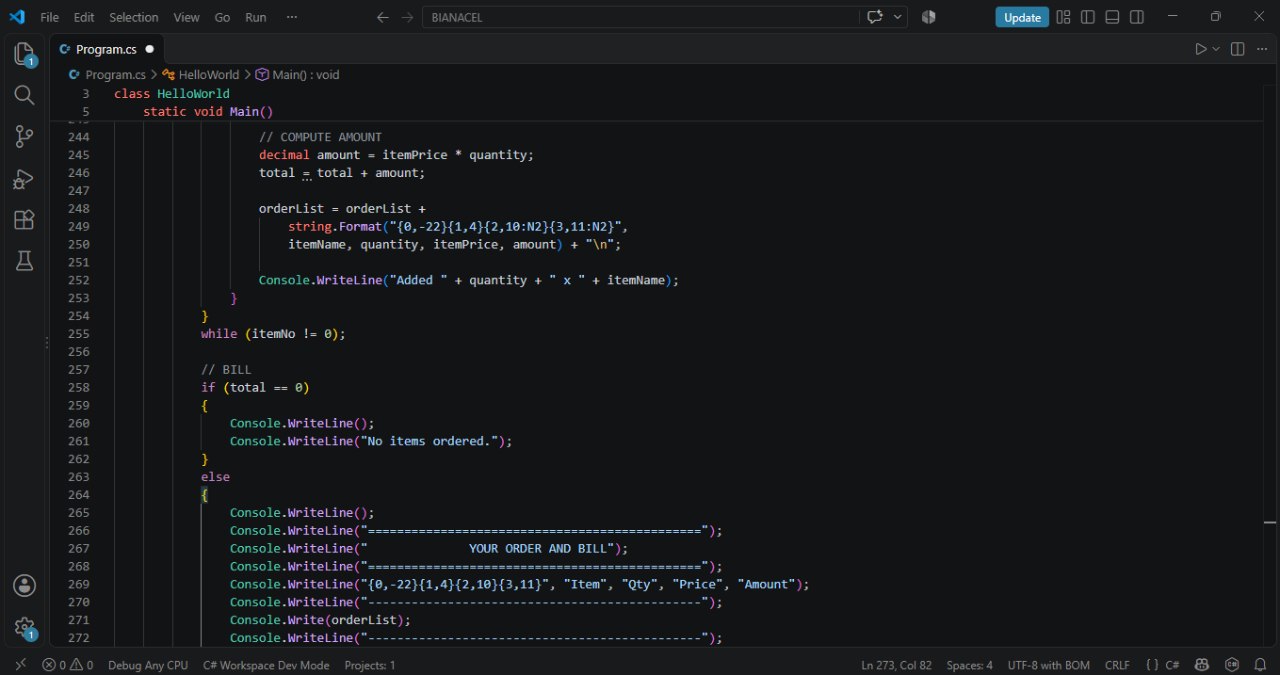 File Edit Selection View Go Run ··· BIANACEL Update
Program.cs
Program.cs > HelloWorld > Main() : void
3 class HelloWorld
5 static void Main()
244 // COMPUTE AMOUNT
245 decimal amount = itemPrice * quantity;
246 total = total + amount;
247
248 orderList = orderList +
249 string.Format("{0,-22}{1,4}{2,10:N2}{3,11:N2}",
250 itemName, quantity, itemPrice, amount) + "\n";
251
252 Console.WriteLine("Added " + quantity + " x " + itemName);
253 }
254 }
255 while (itemNo != 0);
256
257 // BILL
258 if (total == 0)
259 {
260 Console.WriteLine();
261 Console.WriteLine("No items ordered.");
262 }
263 else
264 {
265 Console.WriteLine();
266 Console.WriteLine("==============================================");
267 Console.WriteLine("              YOUR ORDER AND BILL");
268 Console.WriteLine("==============================================");
269 Console.WriteLine("{0,-22}{1,4}{2,10}{3,11}", "Item", "Qty", "Price", "Amount");
270 Console.WriteLine("----------------------------------------------");
271 Console.Write(orderList);
272 Console.WriteLine("----------------------------------------------");
1
1
0 0 Debug Any CPU C# Workspace Dev Mode Projects: 1 Ln 273, Col 82 Spaces: 4 UTF-8 with BOM CRLF { } C#